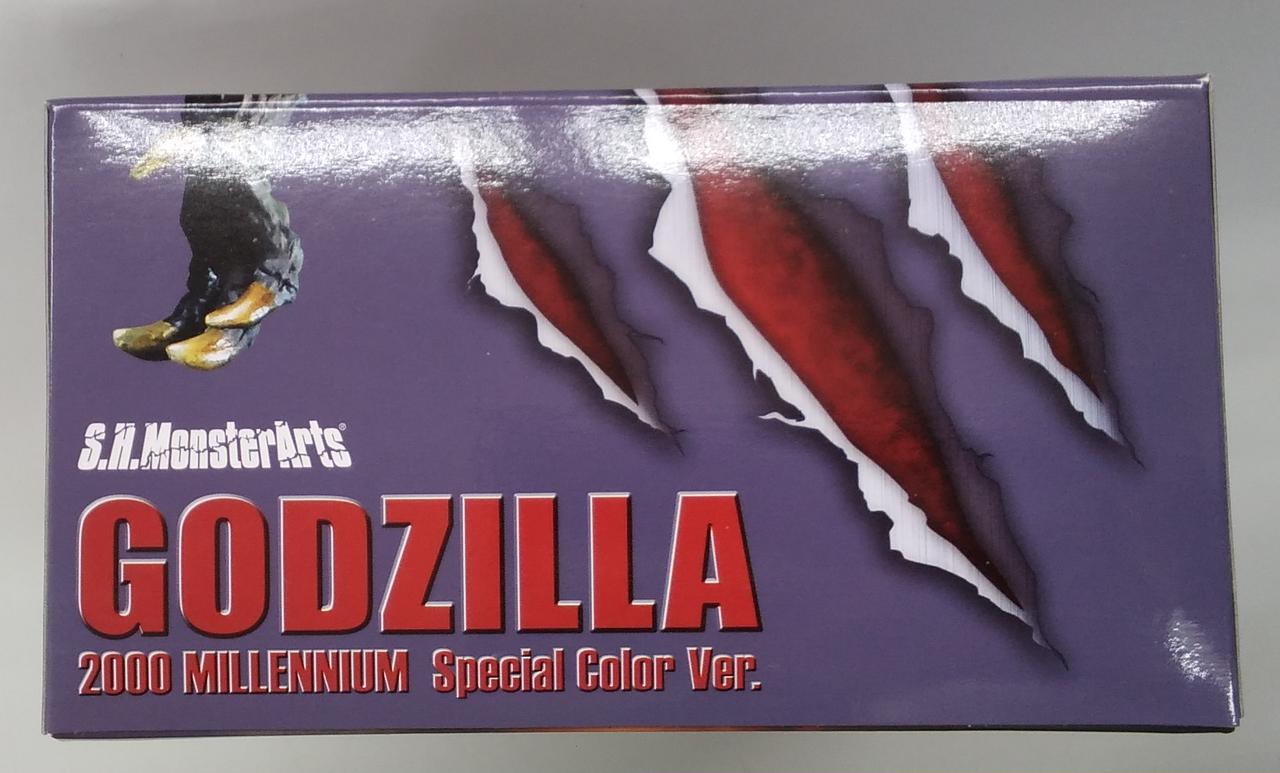 S.H.MonsterArts®
GODZILLA
2000 MILLENNIUM Special Color Ver.